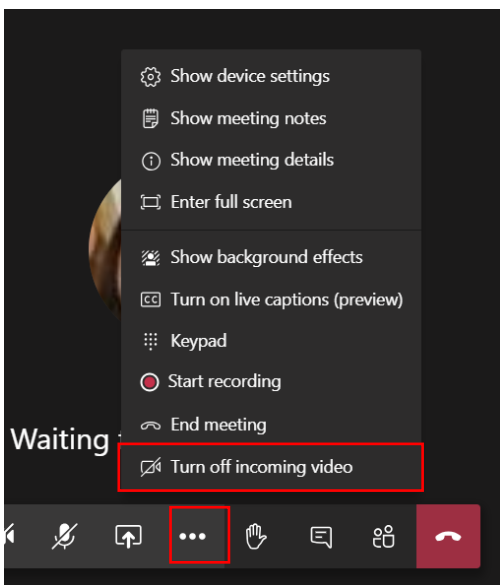 Show device settings
Show meeting notes
Show meeting details
Enter full screen
Show background effects
CC Turn on live captions (preview)
Keypad
Start recording
End meeting
Waiting
Turn off incoming video